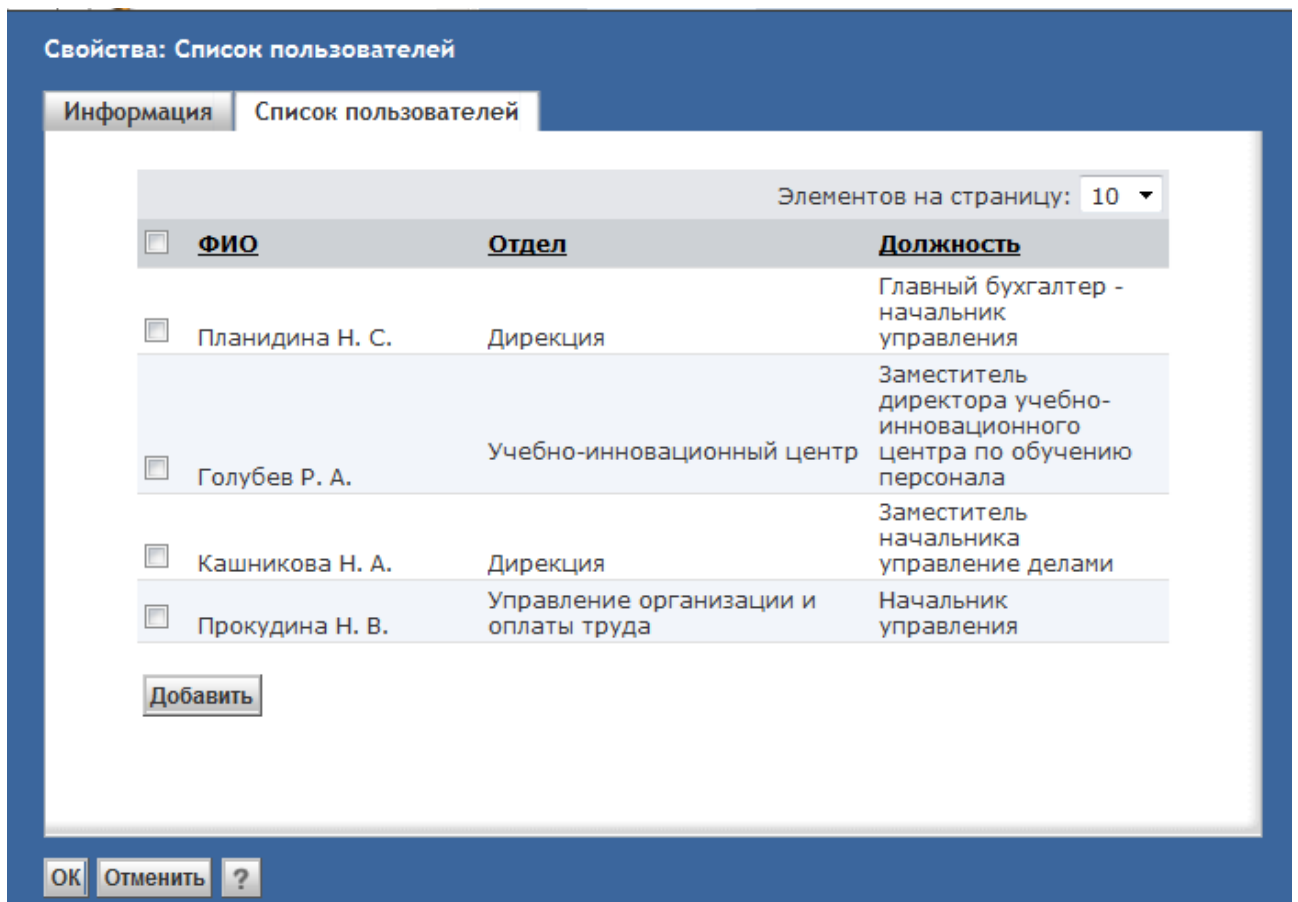 Свойства: Список пользователей
Информация
Список пользователей
Элементов на страницу: 10
ФИО
Отдел
Должность
Планидина Н. С.
Дирекция
Главный бухгалтер -
начальник
управления
Голубев Р. А.
Учебно-инновационный центр
Заместитель
директора учебно-
инновационного
центра по обучению
персонала
Кашникова Н. А.
Дирекция
Заместитель
начальника
управление делами
Прокудина Н. В.
Управление организации и
оплаты труда
Начальник
управления
Добавить
ОК
Отменить
?